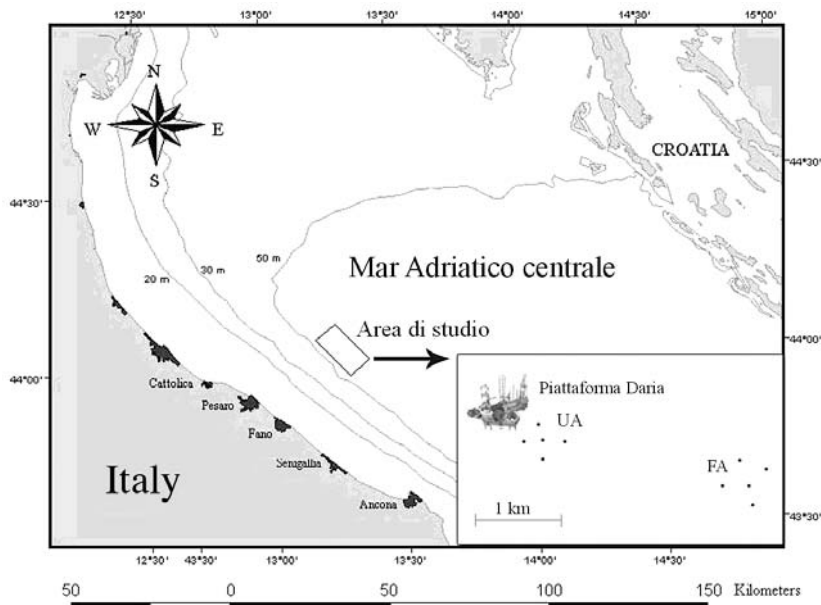 12°30' 13°00' 13°30' 14°00' 14°30' 15°00'
N
W E
S
CROATIA
44°30' 44°30'
20 m 30 m 50 m
Mar Adriatico centrale
Area di studio
44°00' 44°00'
Cattolica
Pesaro
Fano
Senigallia
Ancona
Italy
Piattaforma Daria
UA
FA
1 km
43°30'
12°30' 43°30' 13°00' 13°30' 14°00' 14°30'
50 0 50 100 150 Kilometers